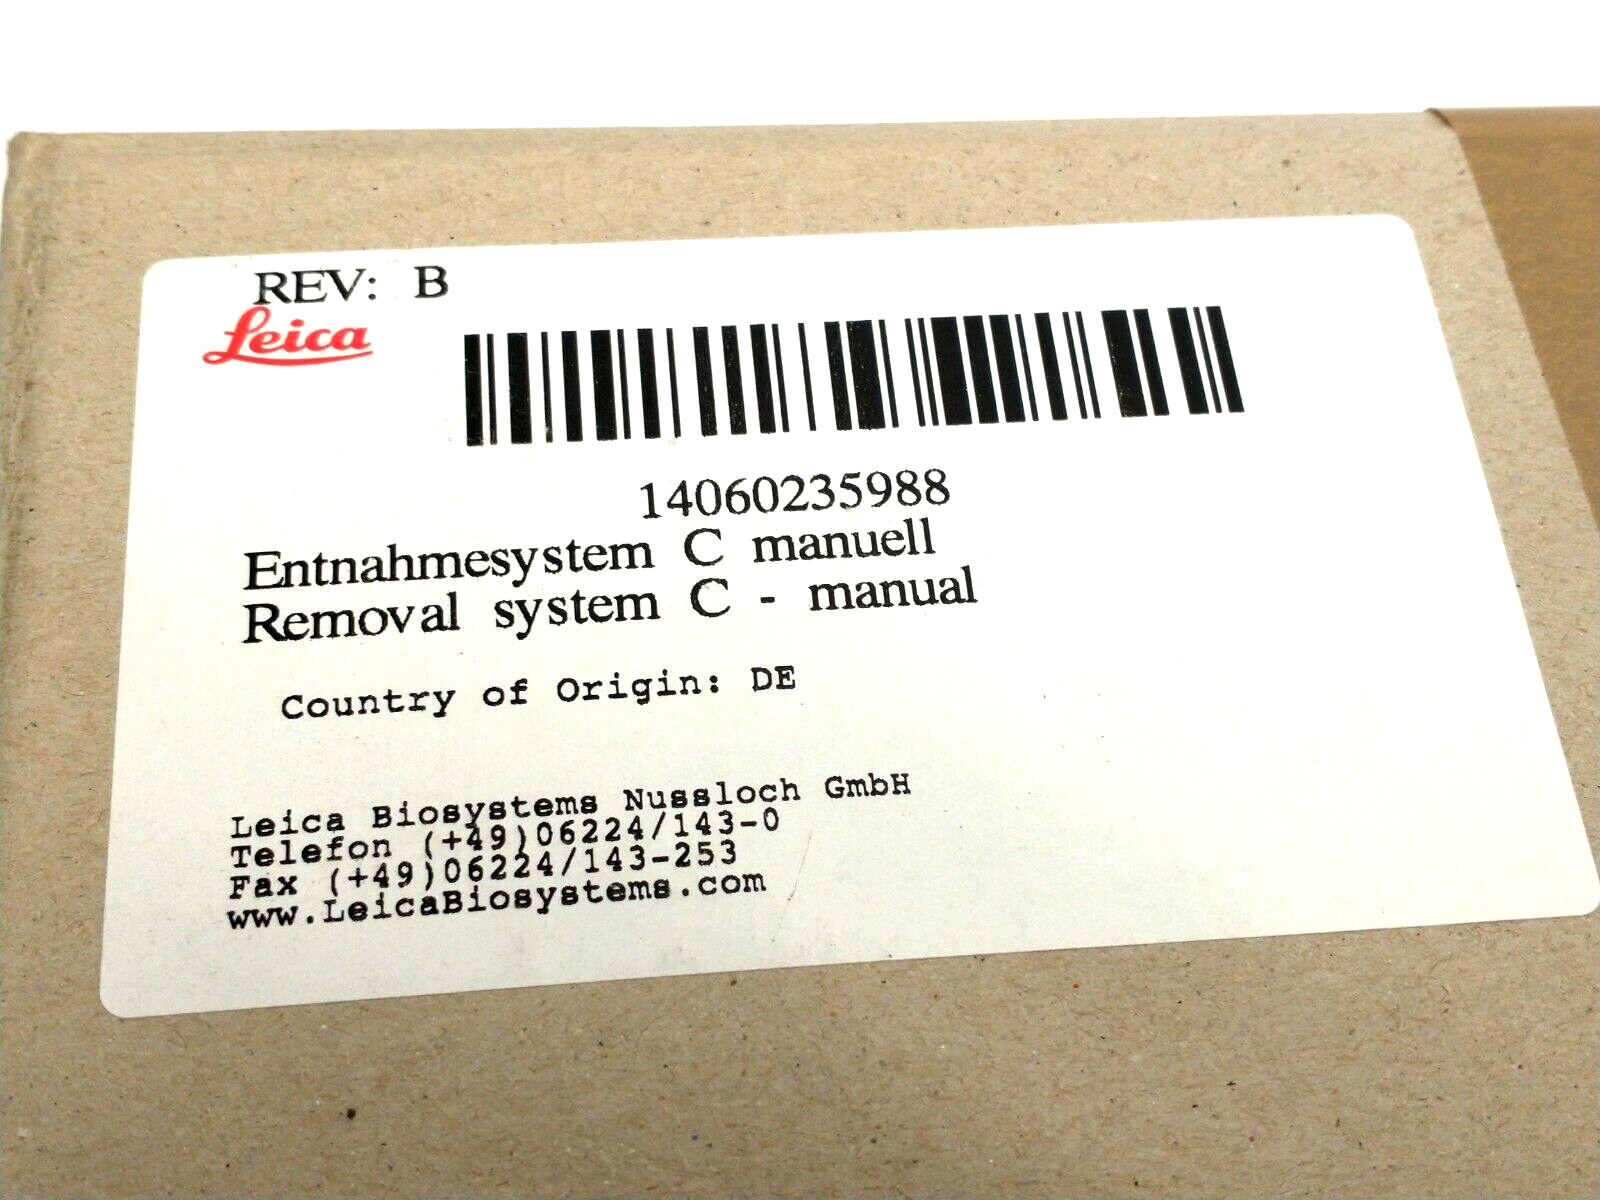 REV: B
Leica
14060235988
Entnahmesystem C manuell
Removal system C - manual
Country of Origin: DE
Leica Biosystems Nussloch GmbH
Telefon (+49)06224/143-0
Fax (+49)06224/143-253
www.LeicaBiosystems.com